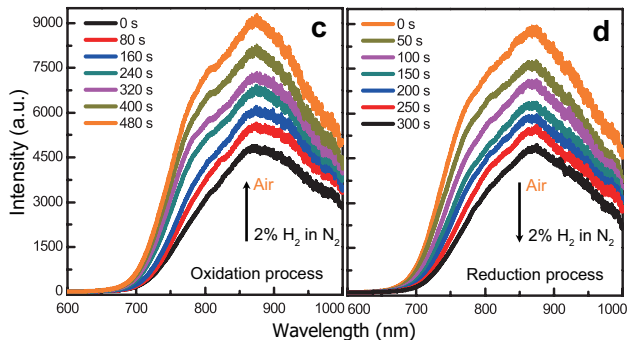 c
0 s
80 s
160 s
240 s
320 s
400 s
480 s
Air
2% H2 in N2
Oxidation process
9000
7500
6000
4500
3000
1500
0
Intensity (a.u.)
600 700 800 900 1000
d
0 s
50 s
100 s
150 s
200 s
250 s
300 s
Air
2% H2 in N2
Reduction process
600 700 800 900 1000
Wavelength (nm)